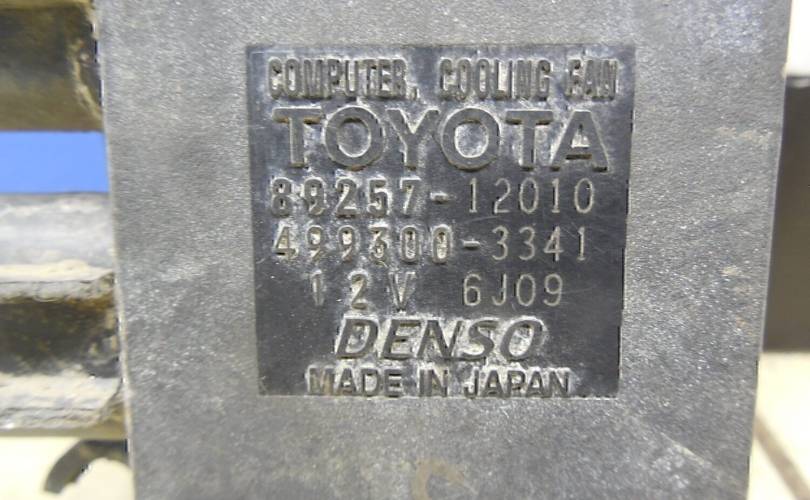 COMPUTER, COOLING FAN
TOYOTA
89257-12010
499300-3341
12V 6J09
DENSO
MADE IN JAPAN